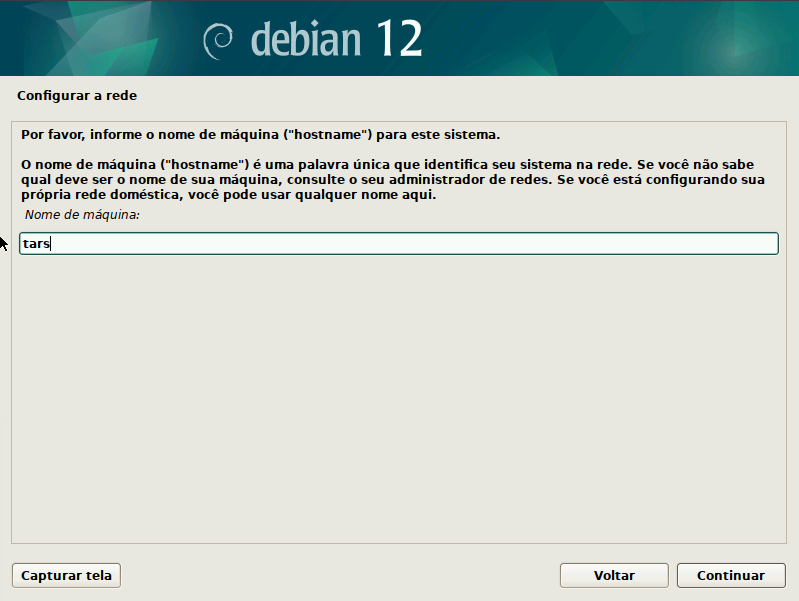 debian 12
Configurar a rede
Por favor, informe o nome de máquina ("hostname") para este sistema.
O nome de máquina ("hostname") é uma palavra única que identifica seu sistema na rede. Se você não sabe
qual deve ser o nome de sua máquina, consulte o seu administrador de redes. Se você está configurando sua
própria rede doméstica, você pode usar qualquer nome aqui.
Nome de máquina:
tars
Capturar tela
Voltar
Continuar